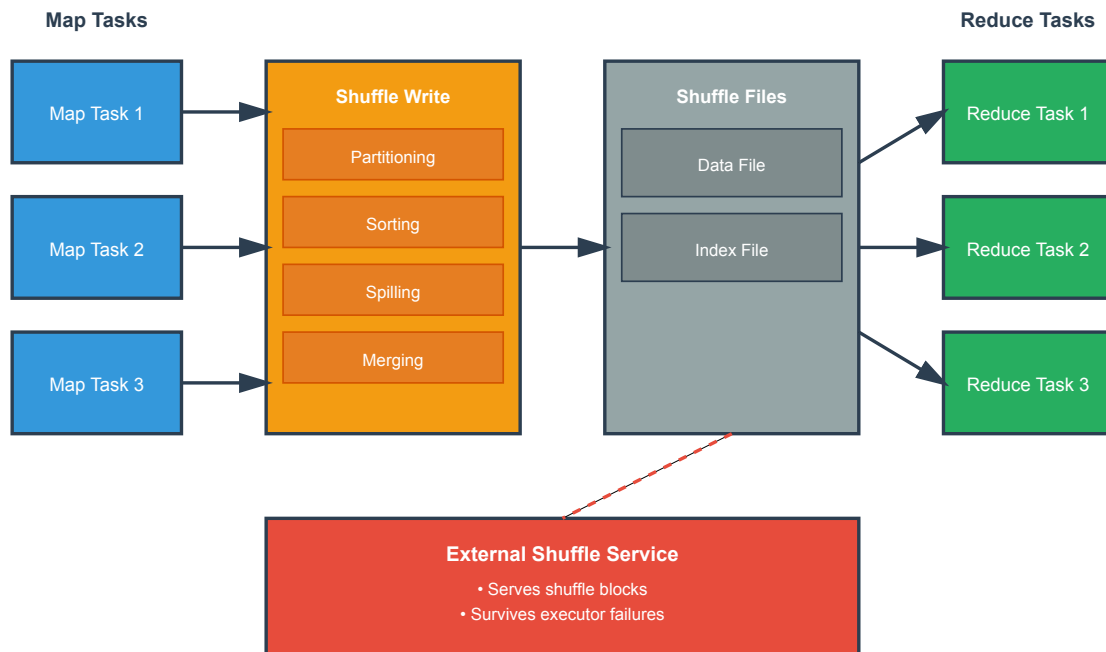 Map Tasks
Reduce Tasks
Map Task 1
Map Task 2
Map Task 3
Shuffle Write
Partitioning
Sorting
Spilling
Merging
Shuffle Files
Data File
Index File
Reduce Task 1
Reduce Task 2
Reduce Task 3
External Shuffle Service
• Serves shuffle blocks
• Survives executor failures